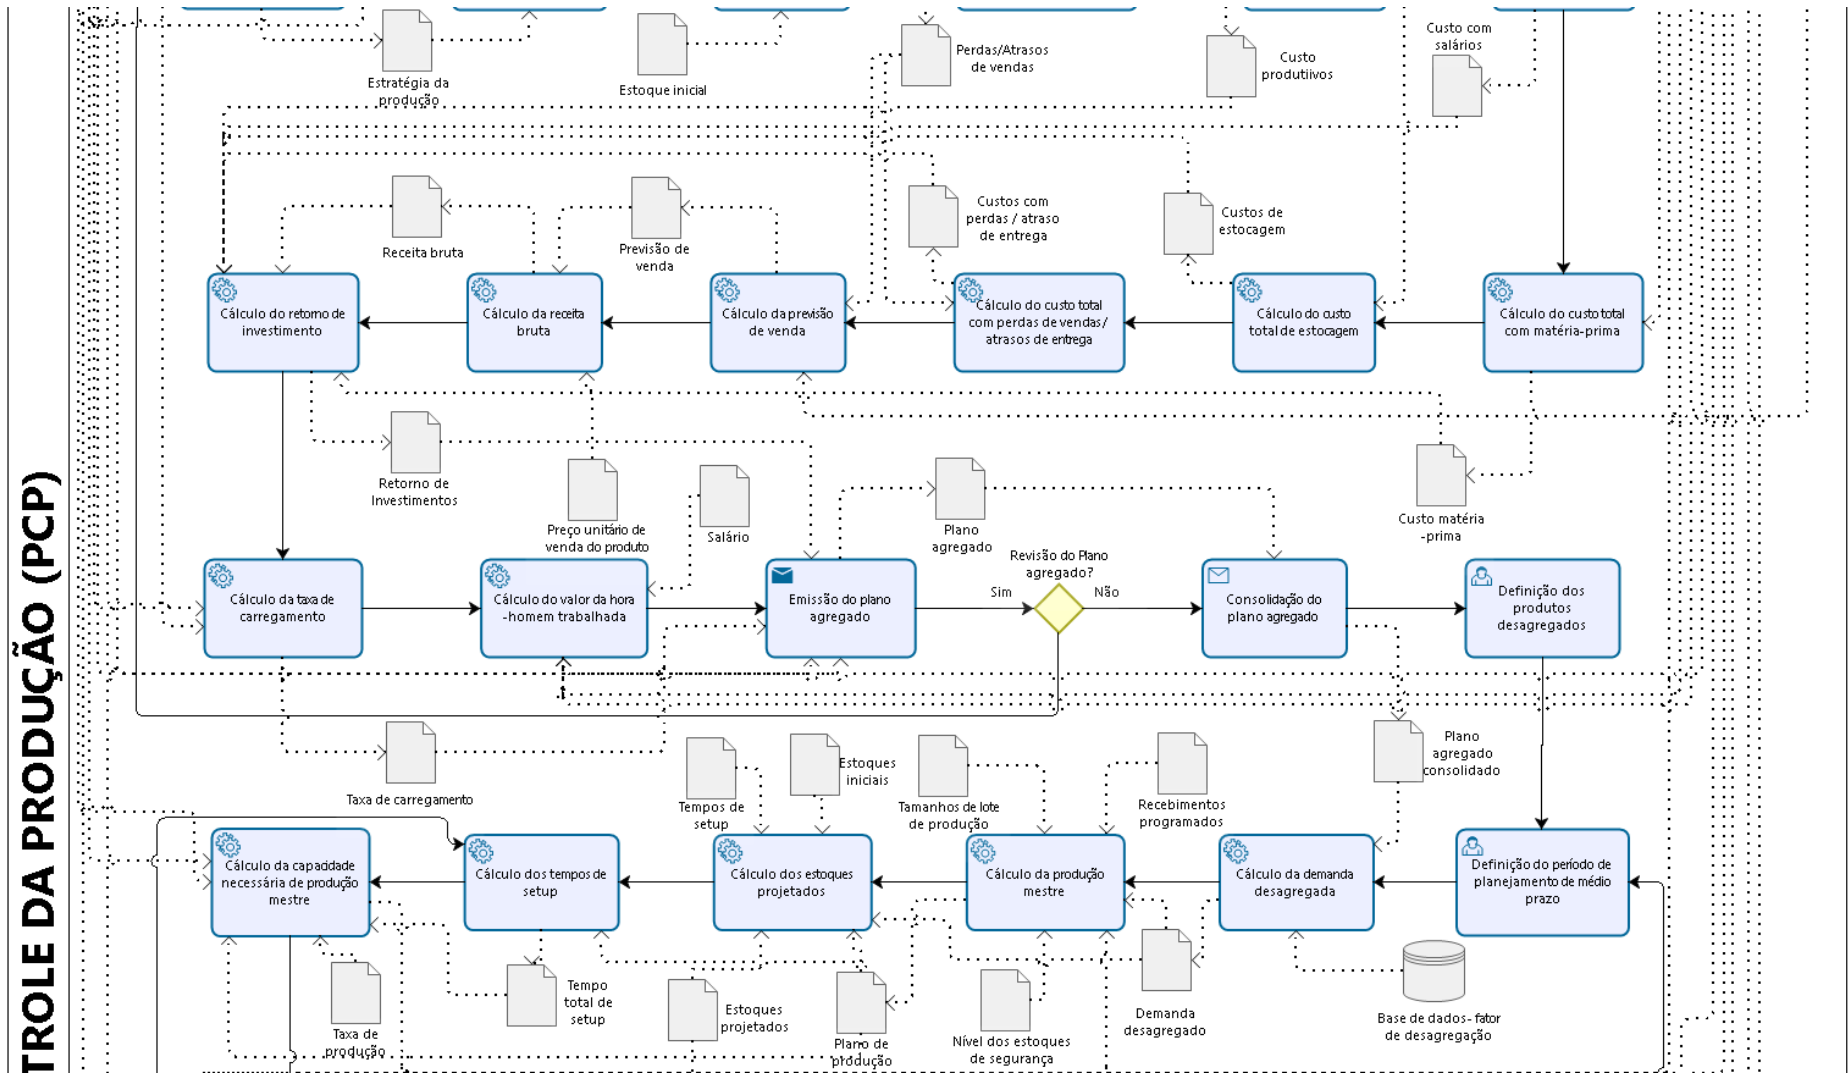 TROLE DA PRODUÇÃO (PCP)
Estratégia da
produção
Estoque inicial
Perdas/Atrasos
de vendas
Custo
produtiivos
Custo com
salários
Receita bruta
Previsão de
venda
Custos com
perdas / atraso
de entrega
Custos de
estocagem
Cálculo do retorno de
investimento
Cálculo da receita
bruta
Cálculo da previsão
de venda
Cálculo do custo total
com perdas de vendas/
atrasos de entrega
Cálculo do custo
total de estocagem
Cálculo do custo total
com matéria-prima
Retorno de
Investimentos
Preço unitário de
venda do produto
Salário
Plano
agregado
Custo matéria
-prima
Revisão do Plano
agregado?
Sim
Não
Cálculo da taxa de
carregamento
Cálculo do valor da hora
-homem trabalhada
Emissão do plano
agregado
Consolidação do
plano agregado
Definição dos
produtos
desagregados
Taxa de carregamento
Tempos de
setup
Estoques
iniciais
Tamanhos de lote
de produção
Recebimentos
programados
Plano
agregado
consolidado
Cálculo da capacidade
necessária de produção
mestre
Cálculo dos tempos de
setup
Cálculo dos estoques
projetados
Cálculo da produção
mestre
Cálculo da demanda
desagregada
Definição do período de
planejamento de médio
prazo
Taxa de
produção
Tempo
total de
setup
Estoques
projetados
Plano de
produção
Nível dos estoques
de segurança
Demanda
desagregado
Base de dados- fator
de desagregação